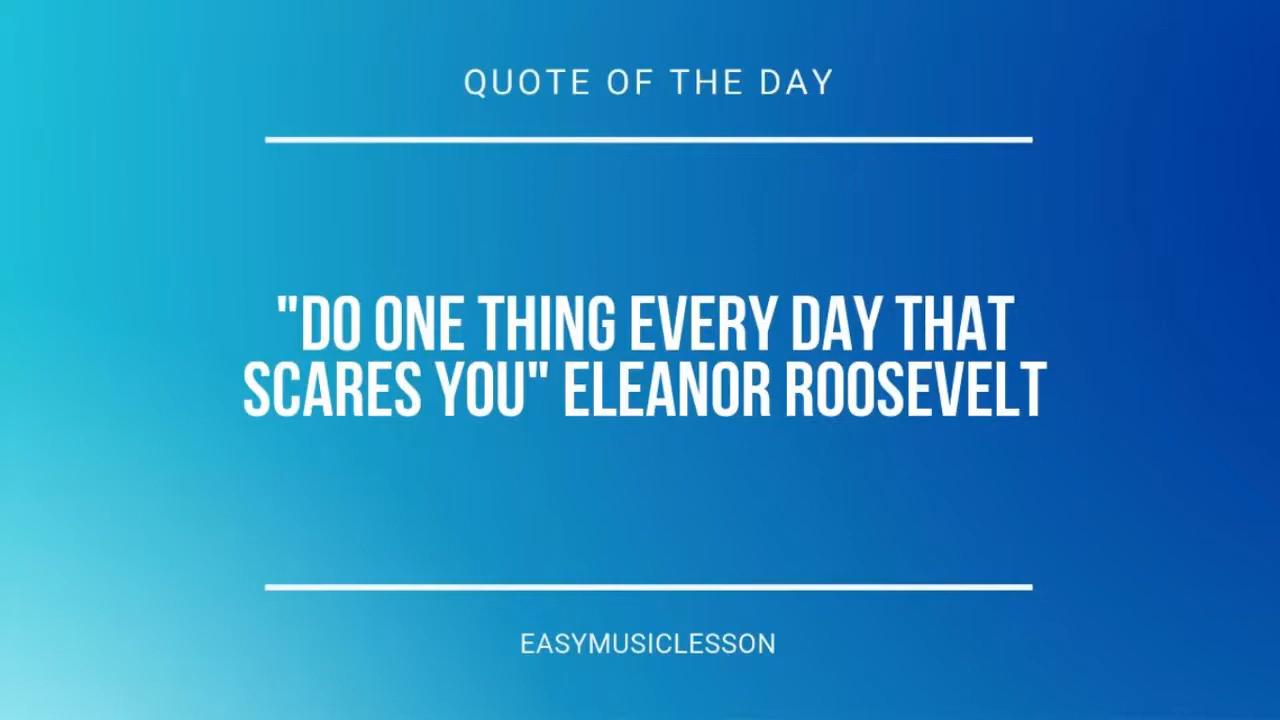 QUOTE OF THE DAY
"DO ONE THING EVERY DAY THAT
SCARES YOU" ELEANOR ROOSEVELT
EASYMUSICLESSON